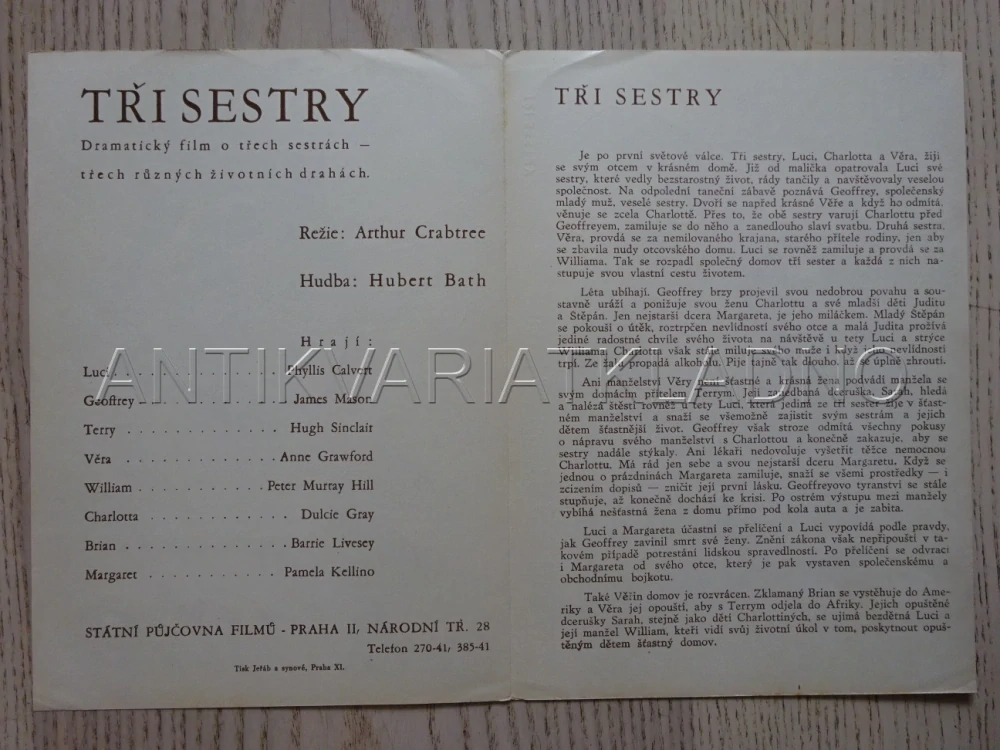 TŘI SESTRY
Dramatický film o třech sestrách –
třech různých životních drahách.
Režie: Arthur Crabtree
Hudba: Hubert Bath
Hrají:
Luci . . . . . . . . . . . . . Phyllis Calvert
Geoffrey . . . . . . . . . . . . James Mason
Terry . . . . . . . . . . . . Hugh Sinclair
Věra . . . . . . . . . . . . . Anne Grawford
William . . . . . . . . . . . Peter Murray Hill
Charlotta . . . . . . . . . . . . Dulcie Gray
Brian . . . . . . . . . . . . . Barrie Livesey
Margaret . . . . . . . . . . . Pamela Kellino
STÁTNÍ PŮJČOVNA FILMŮ - PRAHA II, NÁRODNÍ TŘ. 28
Telefon 270-41, 385-41
Tisk Jeřáb a synové, Praha XI.
TŘI SESTRY
Je po první světové válce. Tři sestry, Luci, Charlotta a Věra, žijí
se svým otcem v krásném domě. Již od malička opatrovala Luci své
sestry, které vedly bezstarostný život, rády tančily a navštěvovaly veselou
společnost. Na odpolední taneční zábavě poznává Geoffrey, společenský
mladý muž, veselé sestry. Dvoří se napřed krásné Věře a když ho odmítá,
věnuje se zcela Charlottě. Přes to, že obě sestry varují Charlottu před
Geoffreyem, zamiluje se do něho a zanedlouho slaví svatbu. Druhá sestra,
Věra, provdá se za nemilovaného krajana, starého přítele rodiny, jen aby
se zbavila nudy otcovského domu. Luci se rovněž zamiluje a provdá se za
Williama. Tak se rozpadl společný domov tří sester a každá z nich na-
stupuje svou vlastní cestu životem.
Léta ubíhají. Geoffrey brzy projevil svou nedobrou povahu a sou-
stavně uráží a ponižuje svou ženu Charlottu a své mladší děti Juditu
a Štěpán. Jen nejstarší dcera Margareta, je jeho miláčkem. Mladý Štěpán
se pokouší o útěk, roztrpčen nevlídností svého otce a malá Judita prožívá
jediné radostné chvíle svého života na návštěvě u tety Luci a strýce
Williama. Charlotta však stále miluje svého muže i když jeho nevlídností
trpí. Ze žalu propadá alkoholu. Pije tajně tak dlouho, až se úplně zhroutí.
Ani manželství Věry není šťastné a krásná žena podvádí manžela se
svým domácím přítelem Terrym. Její zanedbaná dceruška, Sarah, hledá
a nalézá štěstí rovněž u tety Luci, která jediná ze tří sester žije v šťast-
ném manželství a snaží se všemožně zajistit svým sestrám a jejich
dětem šťastnější život. Geoffrey však stroze odmítá všechny pokusy
o nápravu svého manželství s Charlottou a konečně zakazuje, aby se
sestry nadále stýkaly. Ani lékaři nedovoluje vyšetřit těžce nemocnou
Charlottu. Má rád jen sebe a svou nejstarší dceru Margaretu. Když se
jednou o prázdninách Margareta zamiluje, snaží se všemi prostředky — i
zcizením dopisů — zničit její první lásku. Geoffreyovo tyranství se stále
stupňuje, až konečně dochází ke krisi. Po ostrém výstupu mezi manžely
vybíhá nešťastná žena z domu přímo pod kola auta a je zabita.
Luci a Margareta účastní se přelíčení a Luci vypovídá podle pravdy,
jak Geoffrey zavinil smrt své ženy. Znění zákona však nepřipouští v ta-
kovém případě potrestání lidskou spravedlností. Po přelíčení se odvrací
i Margareta od svého otce, který je pak vystaven společenskému a
obchodnímu bojkotu.
Také Věřin domov je rozvrácen. Zklamaný Brian se vystěhuje do Ame-
riky a Věra jej opouští, aby s Terrym odjela do Afriky. Jejich opuštěné
dcerušky Sarah, stejně jako dětí Charlottiných, se ujímá bezdětná Luci a
její manžel William, kteří vidí svůj životní úkol v tom, poskytnout opuš-
těným dětem šťastný domov.
ANTIKVARIAT KLADNO